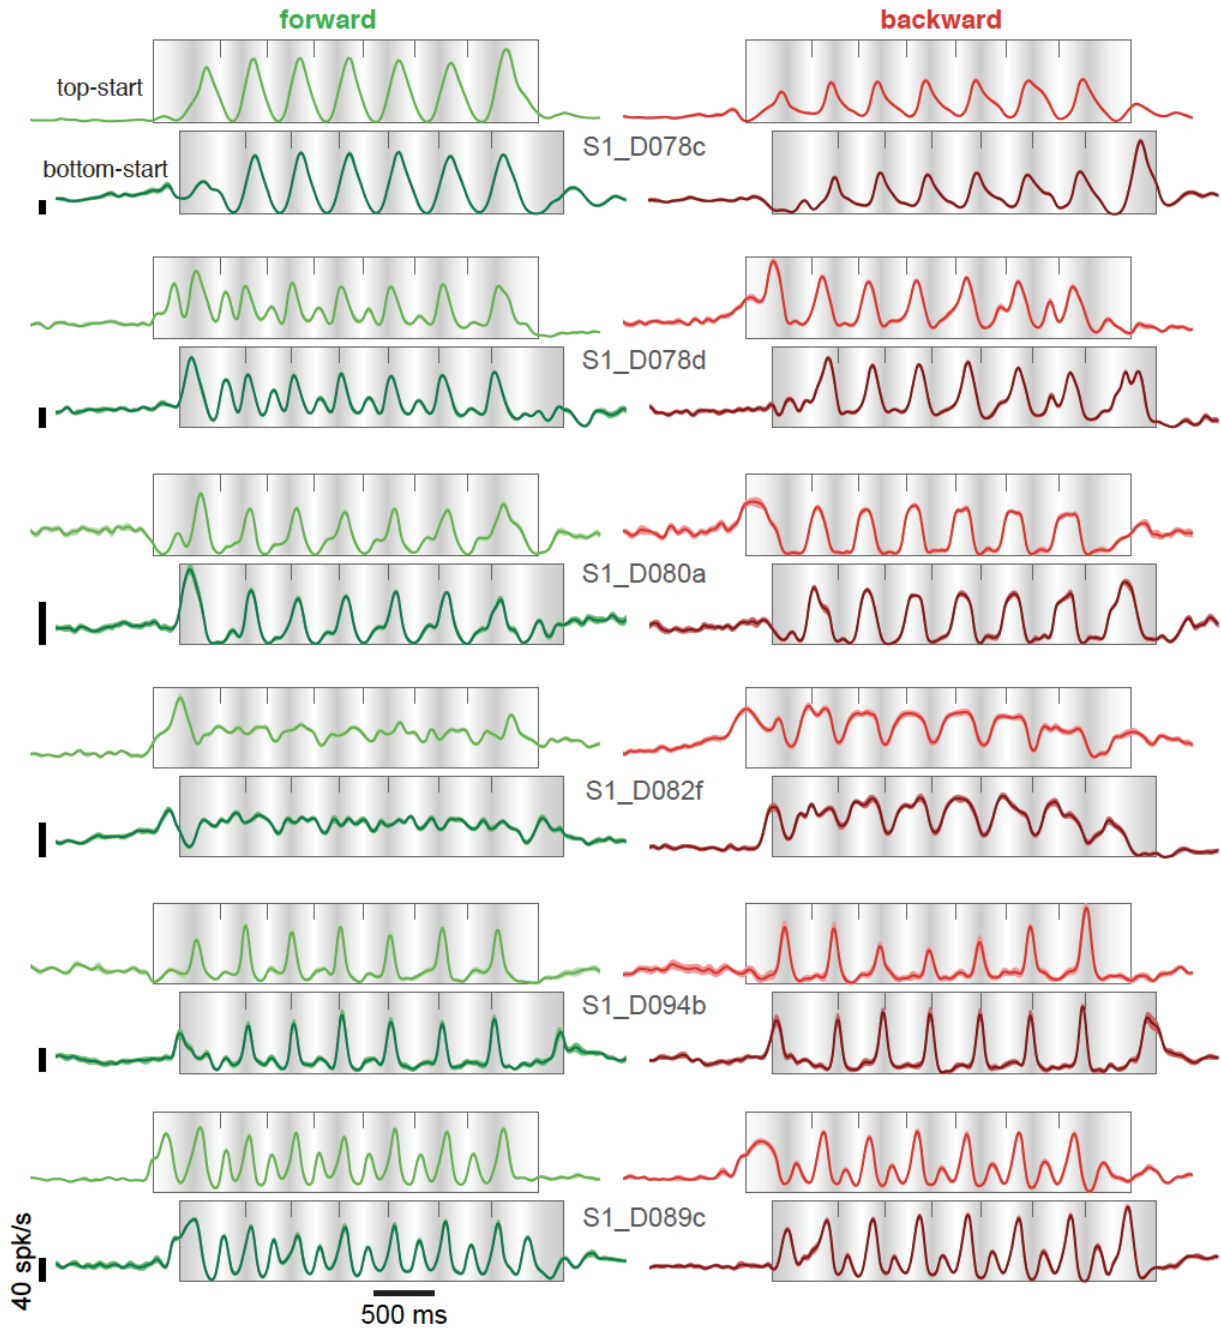 forward
backward
top-start
bottom-start
S1_D078c
S1_D078d
S1_D080a
S1_D082f
S1_D094b
S1_D089c
40 spk/s
500 ms